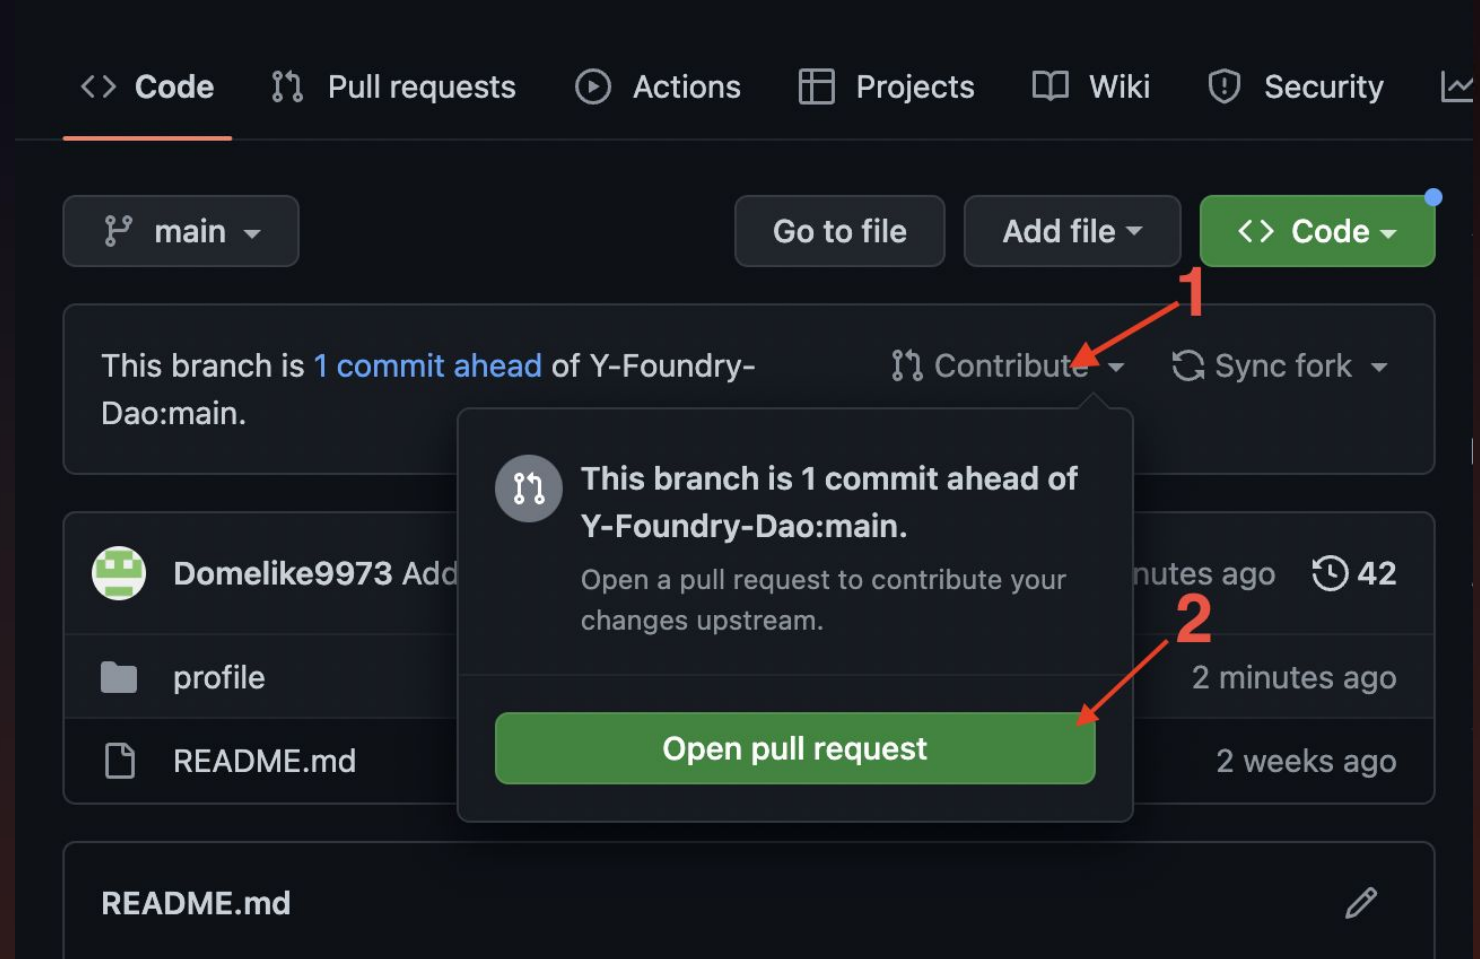 Code Pull requests Actions Projects Wiki Security
main Go to file Add file Code
1
This branch is 1 commit ahead of Y-Foundry-
Dao:main.
Contribute Sync fork
This branch is 1 commit ahead of
Y-Foundry-Dao:main.
Open a pull request to contribute your
changes upstream.
2
Open pull request
Domelike9973 Add nutes ago 42
profile 2 minutes ago
README.md 2 weeks ago
README.md